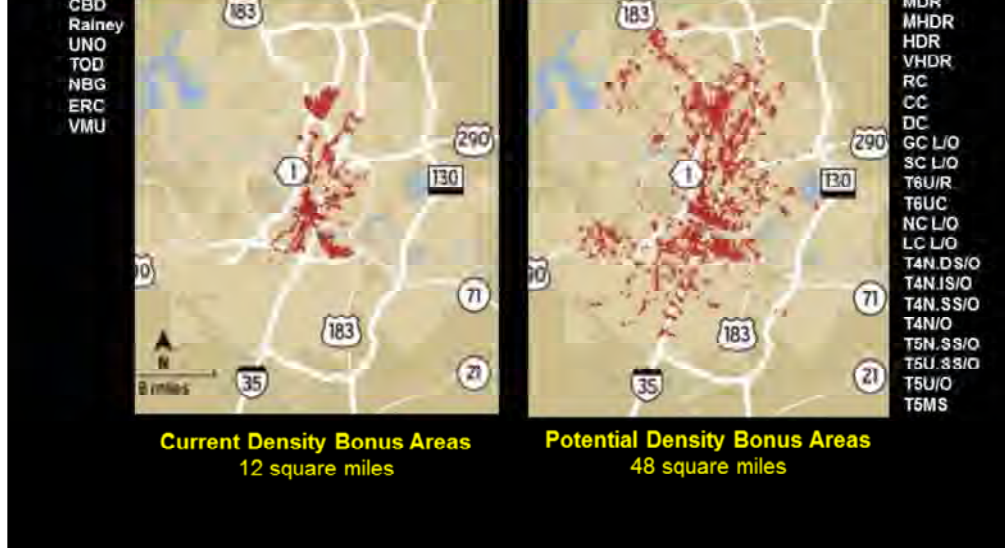 CBD
Rainey
UNO
TOD
NBG
ERC
VMU
183
290
1
130
71
183
N
8 miles
35
21
Current Density Bonus Areas
12 square miles
183
290
1
130
90
71
183
35
21
Potential Density Bonus Areas
48 square miles
MDR
MHDR
HDR
VHDR
RC
CC
DC
GC L/O
SC L/O
T6U/R
T6UC
NC L/O
LC L/O
T4N.DS/O
T4N.IS/O
T4N.SS/O
T4N/O
T5N.SS/O
T5U.SS/O
T5U/O
T5MS